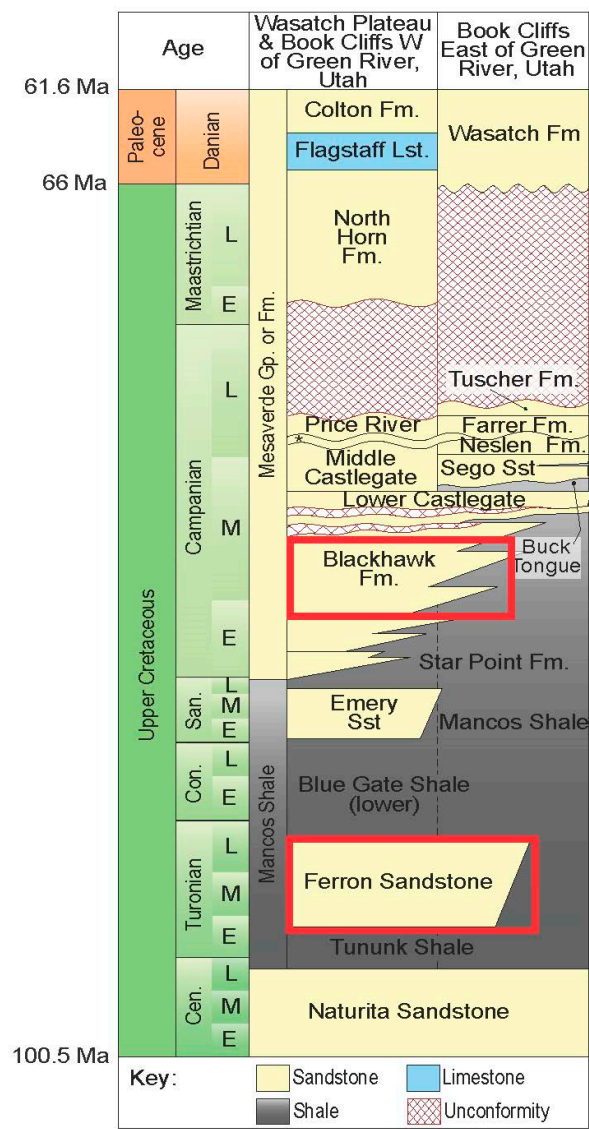 Age
Wasatch Plateau
& Book Cliffs W
of Green River,
Utah
Book Cliffs
East of Green
River, Utah
61.6 Ma
Paleo-
cene
Danian
Colton Fm.
Flagstaff Lst.
Wasatch Fm
66 Ma
Upper Cretaceous
Maastrichtian
L
E
Mesaverde Gp. or Fm.
North
Horn
Fm.
Campanian
L
M
E
Tuscher Fm.
Price River
Farrer Fm.
*
Neslen Fm.
Middle
Castlegate
Sego Sst
Lower Castlegate
Buck
Tongue
Blackhawk
Fm.
Star Point Fm.
San.
L
M
E
Mancos Shale
Emery
Sst
Mancos Shale
Con.
L
E
Blue Gate Shale
(lower)
Turonian
L
M
E
Ferron Sandstone
Tununk Shale
Cen.
L
M
E
Naturita Sandstone
100.5 Ma
Key:
Sandstone
Limestone
Shale
Unconformity